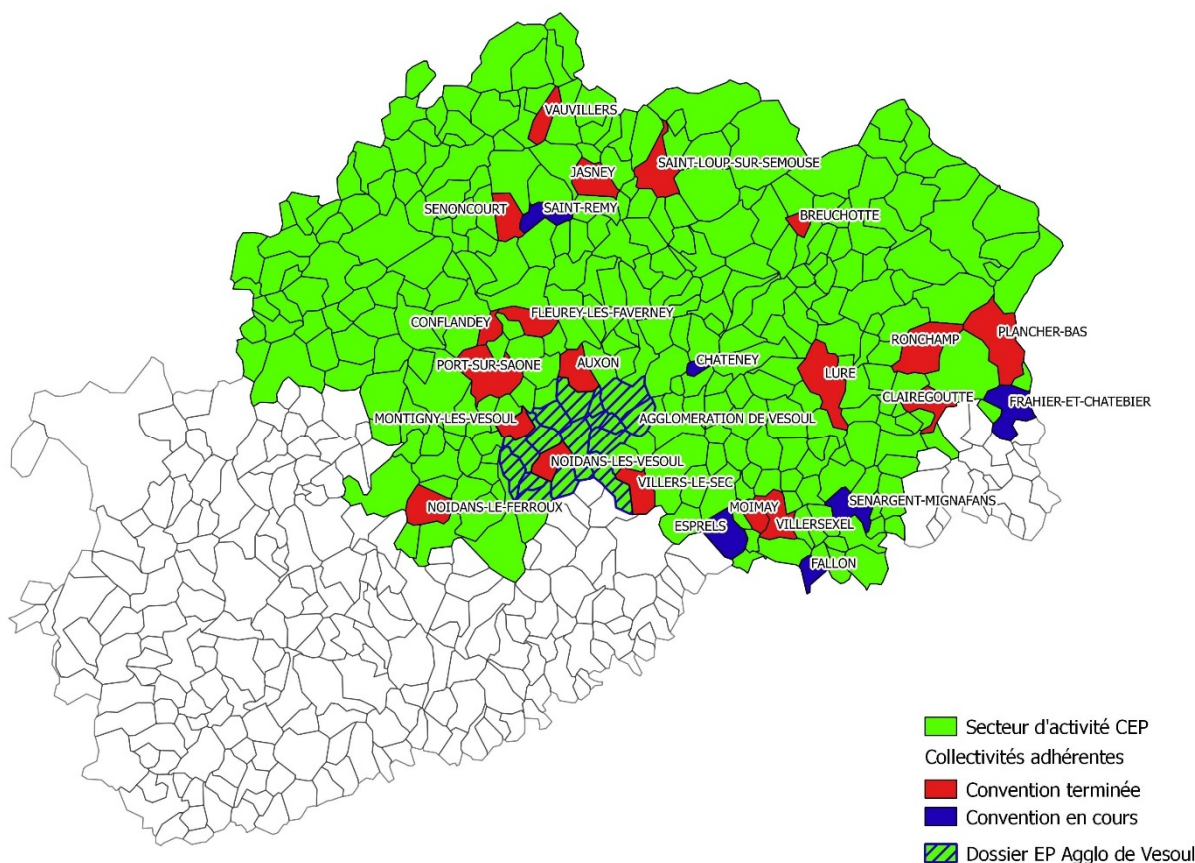 VAUVILLERS
JASNEY
SAINT-LOUP-SUR-SEMOUSE
SENONCOURT
SAINT-REMY
BREUCHOTTE
FLEUREY-LES-FAVERNEY
CONFLANDEY
PLANCHER-BAS
RONCHAMP
PORT-SUR-SAONE
AUXON
CHATENEY
LURE
CLAIREGOUTTE
FRAHIER-ET-CHATEBIER
MONTIGNY-LES-VESOUL
AGGLOMERATION DE VESOUL
NOIDANS-LES-VESOUL
VILLERS-LE-SEC
NOIDANS-LE-FERROUX
MOIMAY
SENARGENT-MIGNAFANS
ESPRELS
VILLERSEXEL
FALLON
Secteur d'activité CEP
Collectivités adhérentes
Convention terminée
Convention en cours
Dossier EP Agglo de Vesoul